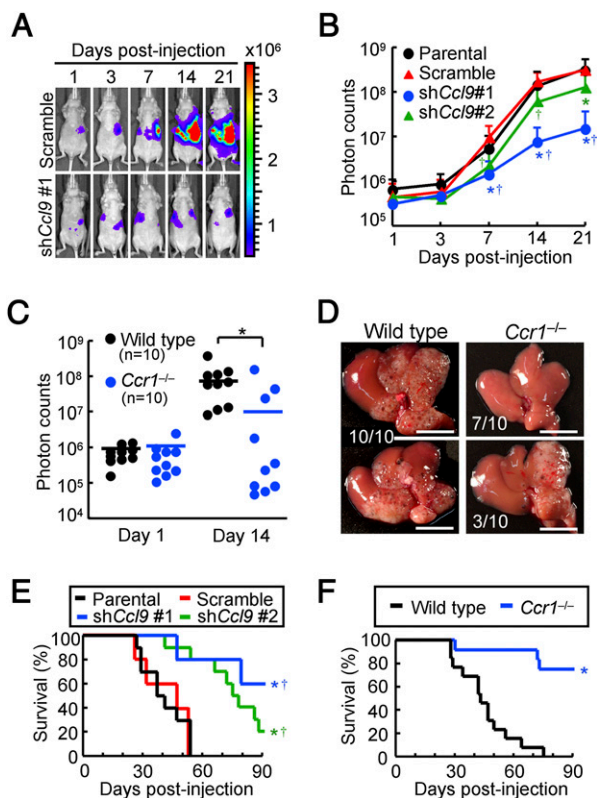 A
Days post-injection
1 3 7 14 21
x10⁶
Scramble
shCcl9 #1
5
4
3
2
1
B
Parental
Scramble
shCcl9#1
shCcl9#2
10⁹
10⁸
10⁷
10⁶
10⁵
Photon counts
† * † *† * *†
1 3 7 14 21
Days post-injection
C
Wild type
(n=10)
Ccr1⁻/⁻
(n=10)
*
10⁹
10⁸
10⁷
10⁶
10⁵
10⁴
Photon counts
Day 1 Day 14
D
Wild type Ccr1⁻/⁻
10/10 7/10
3/10
E
Parental Scramble
shCcl9 #1 shCcl9 #2
100
80
60
40
20
0
Survival (%)
*†
*†
0 30 60 90
Days post-injection
F
Wild type Ccr1⁻/⁻
100
80
60
40
20
0
Survival (%)
*
0 30 60 90
Days post-injection